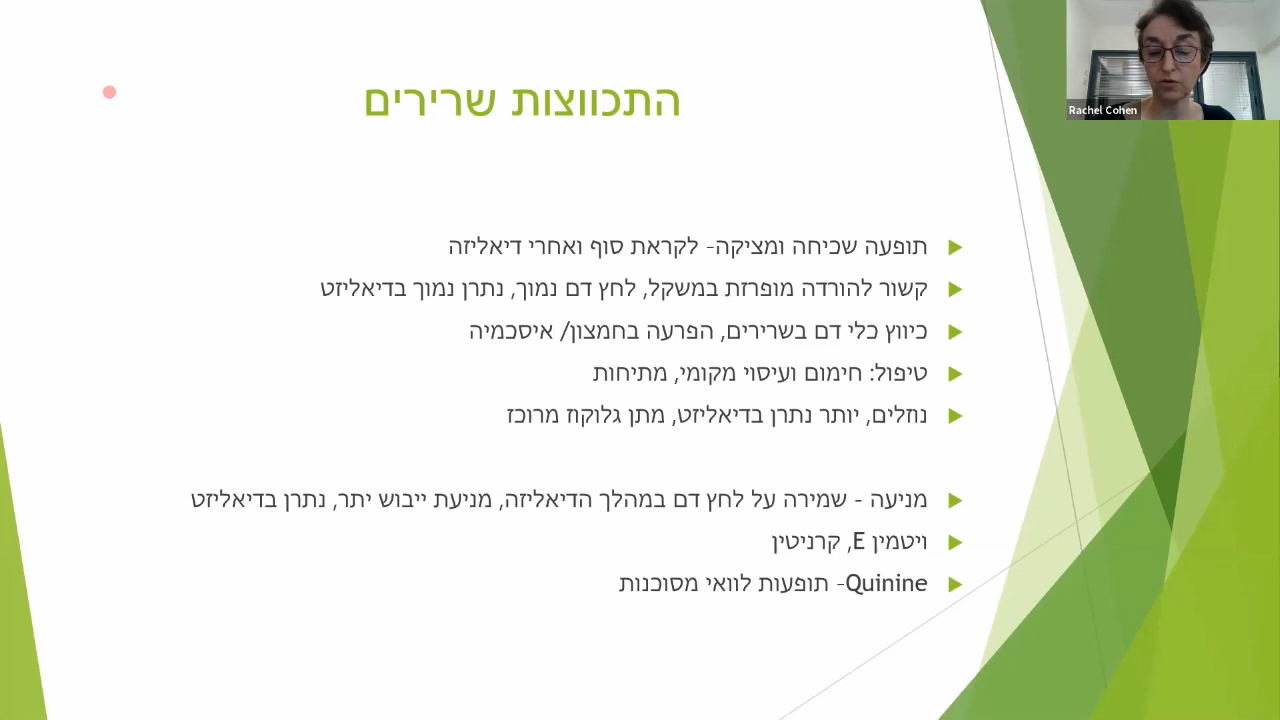 Rachel Cohen
התכווצות שרירים
תופעה שכיחה ומציקה- לקראת סוף ואחרי דיאליזה
קשור להורדה מופרזת במשקל, לחץ דם נמוך, נתרן נמוך בדיאליזט
כיווץ כלי דם בשרירים, הפרעה בחמצון/ איסכמיה
טיפול: חימום ועיסוי מקומי, מתיחות
נוזלים, יותר נתרן בדיאליזט, מתן גלוקוז מרוכז
מניעה - שמירה על לחץ דם במהלך הדיאליזה, מניעת ייבוש יתר, נתרן בדיאליזט
ויטמין E, קרניטין
Quinine- תופעות לוואי מסוכנות